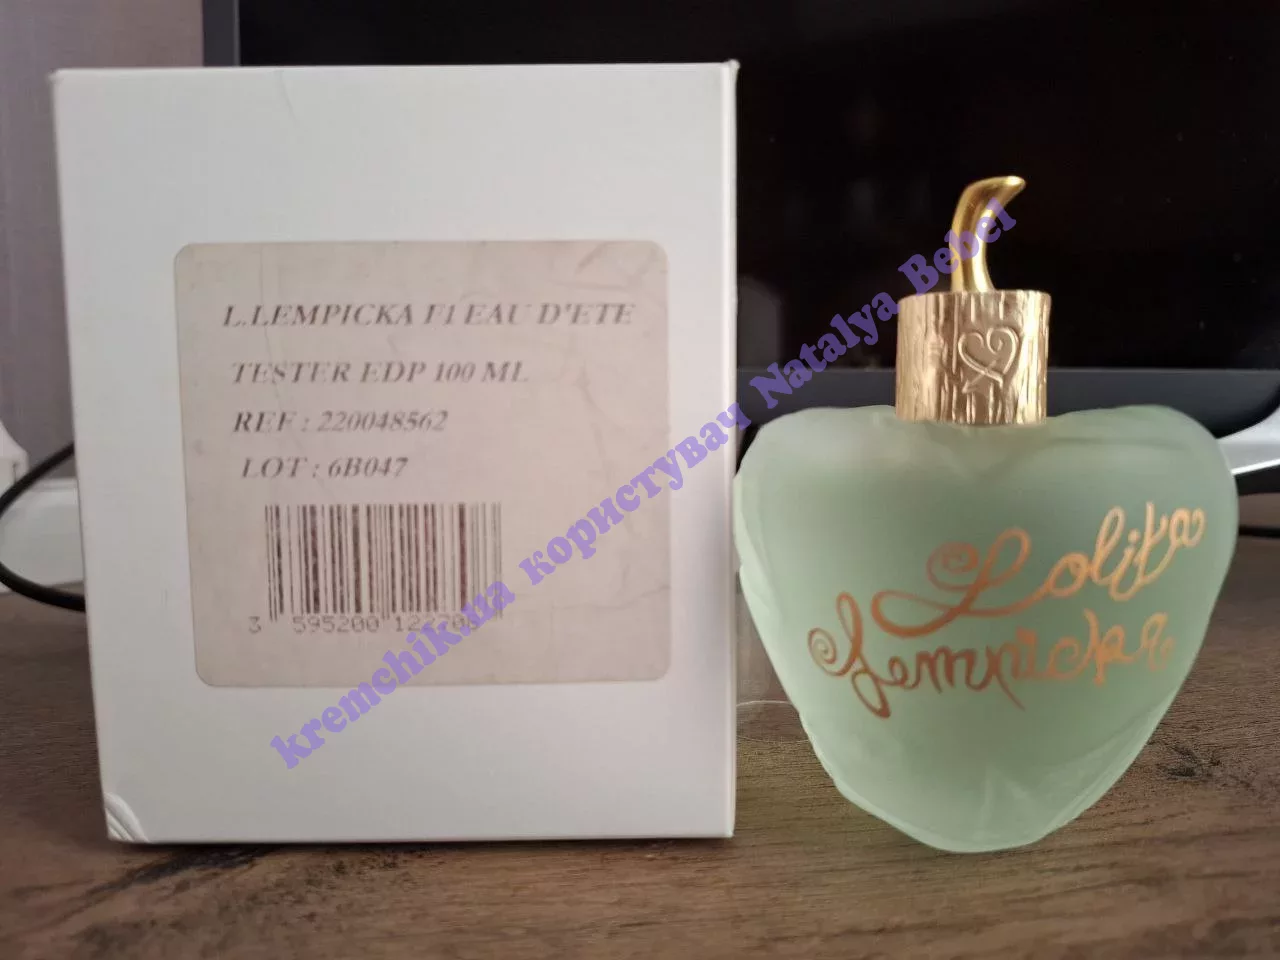 L.LEMPICKA F1 EAU D'ETE
TESTER EDP 100 ML
REF : 220048562
LOT : 6B047
3 595200
Lolita
Lempicka
kremchik.ua користувач Natalya Bebel